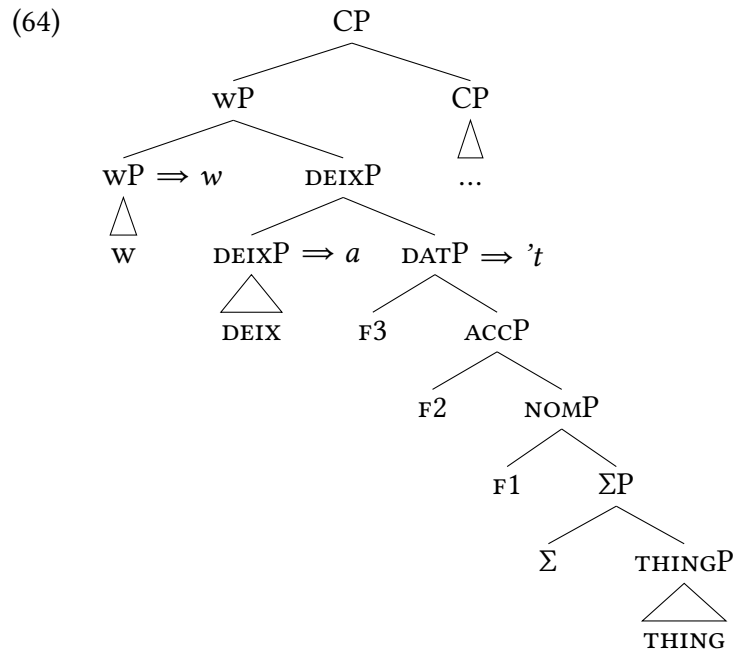 (64) CP
wP CP
wP ⇒ w DEIXP ...
w DEIXP ⇒ a DATP ⇒ 't
DEIX F3 ACCP
F2 NOMP
F1 ΣP
Σ THINGP
THING